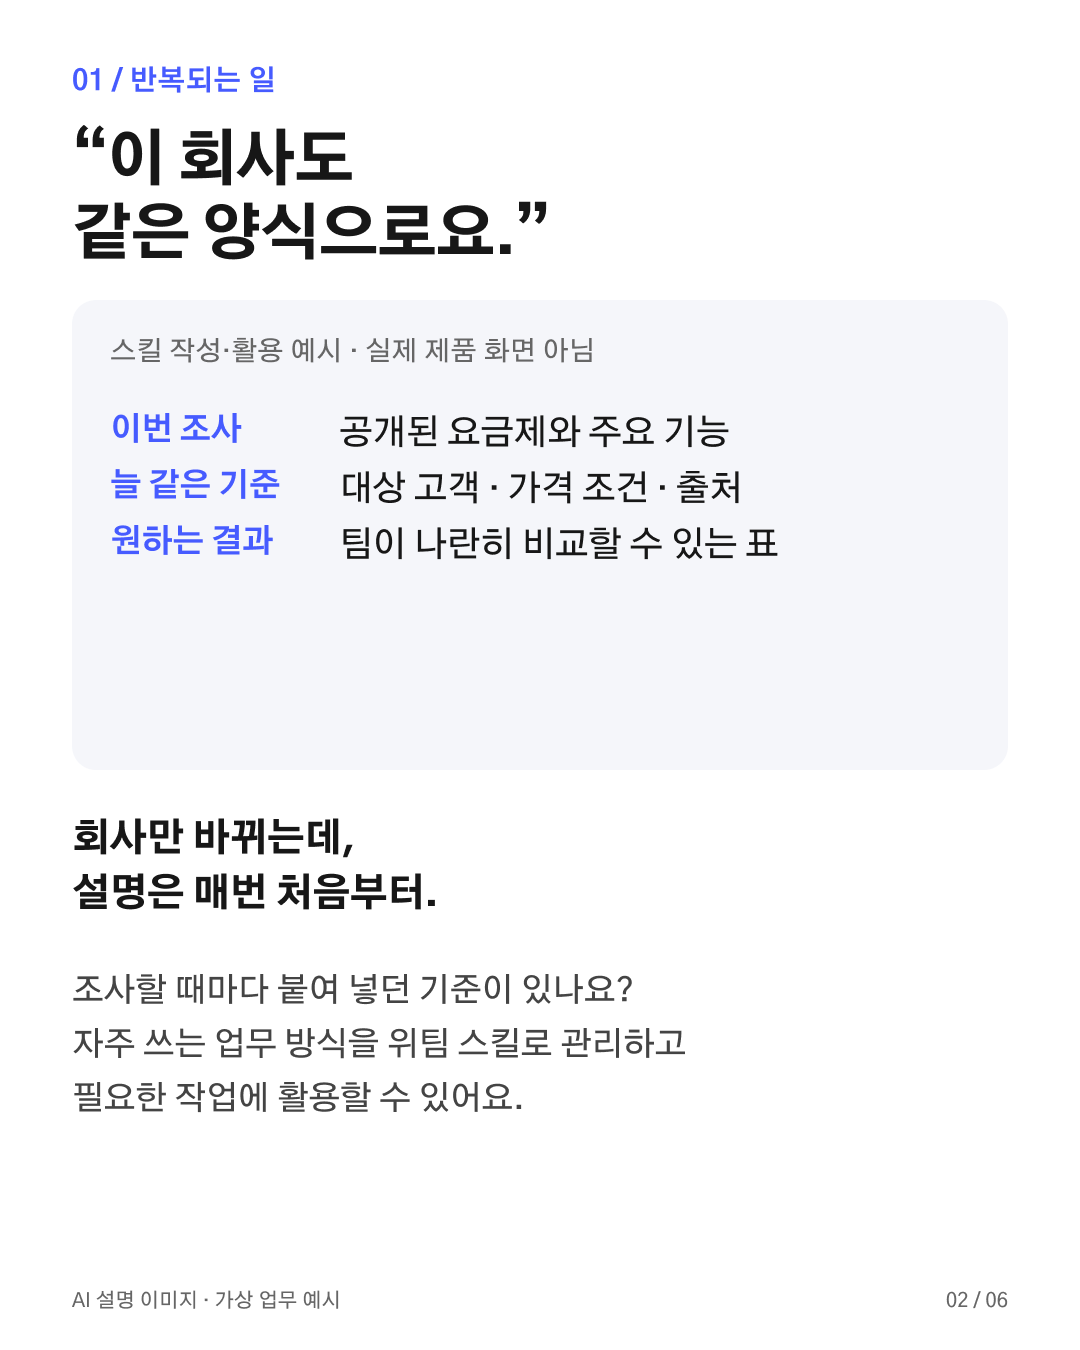 01 / 반복되는 일
“이 회사도
같은 양식으로요.”
스킬 작성·활용 예시 · 실제 제품 화면 아님
이번 조사 공개된 요금제와 주요 기능
늘 같은 기준 대상 고객 · 가격 조건 · 출처
원하는 결과 팀이 나란히 비교할 수 있는 표
회사만 바뀌는데,
설명은 매번 처음부터.
조사할 때마다 붙여 넣던 기준이 있나요?
자주 쓰는 업무 방식을 위팀 스킬로 관리하고
필요한 작업에 활용할 수 있어요.
AI 설명 이미지 · 가상 업무 예시 02 / 06